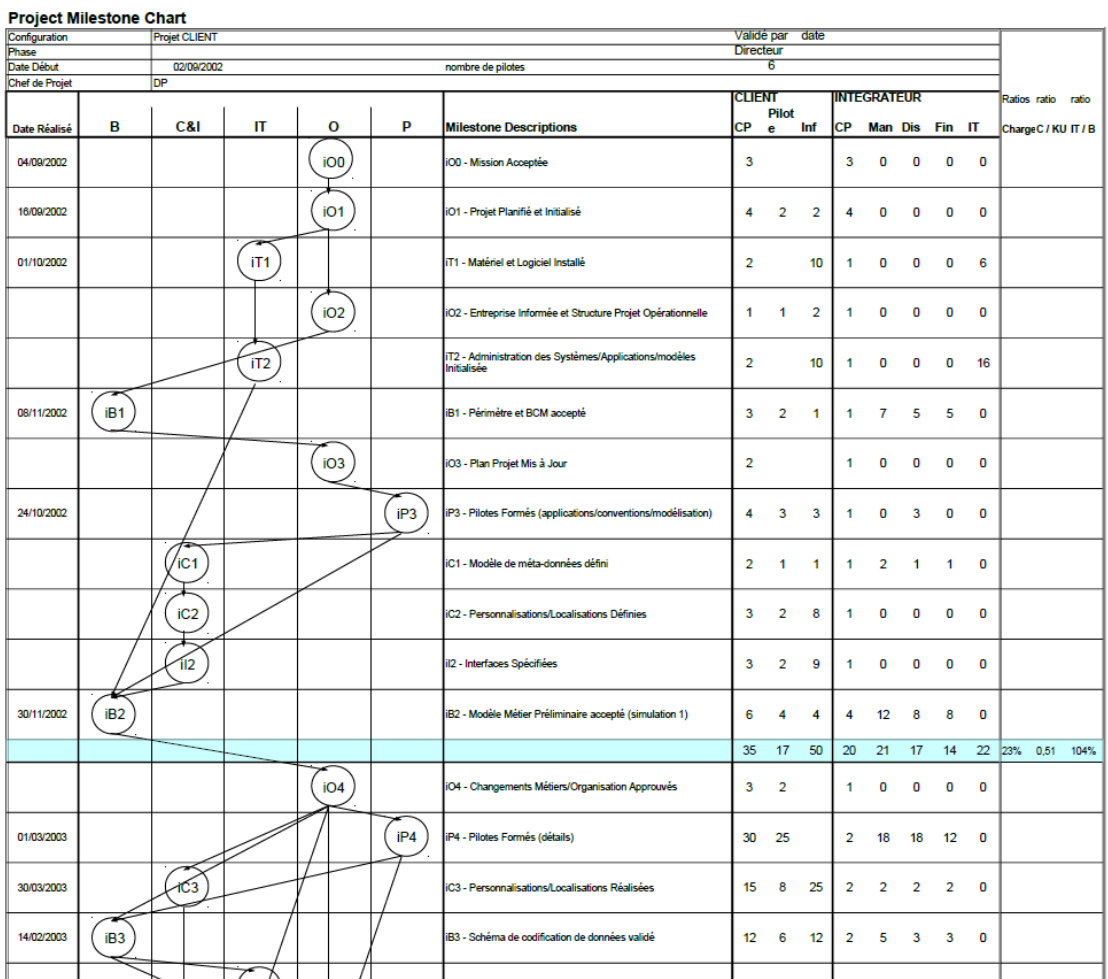 Project Milestone Chart
Configuration Projet CLIENT Validé par date
Phase Directeur
Date Début 02/09/2002 nombre de pilotes 6
Chef de Projet DP
CLIENT INTEGRATEUR Ratios ratio ratio
Date Réalisé B C&I IT O P Milestone Descriptions CP Pilote Inf CP Man Dis Fin IT Charge C / KU IT / B
04/09/2002 iO0 iO0 - Mission Acceptée 3 3 0 0 0 0
16/09/2002 iO1 iO1 - Projet Planifié et Initialisé 4 2 2 4 0 0 0 0
01/10/2002 iT1 iT1 - Matériel et Logiciel Installé 2 10 1 0 0 0 6
iO2 iO2 - Entreprise Informée et Structure Projet Opérationnelle 1 1 2 1 0 0 0 0
iT2 iT2 - Administration des Systèmes/Applications/modèles Initialisée 2 10 1 0 0 0 16
08/11/2002 iB1 iB1 - Périmètre et BCM accepté 3 2 1 1 7 5 5 0
iO3 iO3 - Plan Projet Mis à Jour 2 1 0 0 0 0
24/10/2002 iP3 iP3 - Pilotes Formés (applications/conventions/modélisation) 4 3 3 1 0 3 0 0
iC1 iC1 - Modèle de méta-données défini 2 1 1 1 2 1 1 0
iC2 iC2 - Personnalisations/Localisations Définies 3 2 8 1 0 0 0 0
iI2 iI2 - Interfaces Spécifiées 3 2 9 1 0 0 0 0
30/11/2002 iB2 iB2 - Modèle Métier Préliminaire accepté (simulation 1) 6 4 4 4 12 8 8 0
35 17 50 20 21 17 14 22 23% 0,51 104%
iO4 iO4 - Changements Métiers/Organisation Approuvés 3 2 1 0 0 0 0
01/03/2003 iP4 iP4 - Pilotes Formés (détails) 30 25 2 18 18 12 0
30/03/2003 iC3 iC3 - Personnalisations/Localisations Réalisées 15 8 25 2 2 2 2 0
14/02/2003 iB3 iB3 - Schéma de codification de données validé 12 6 12 2 5 3 3 0